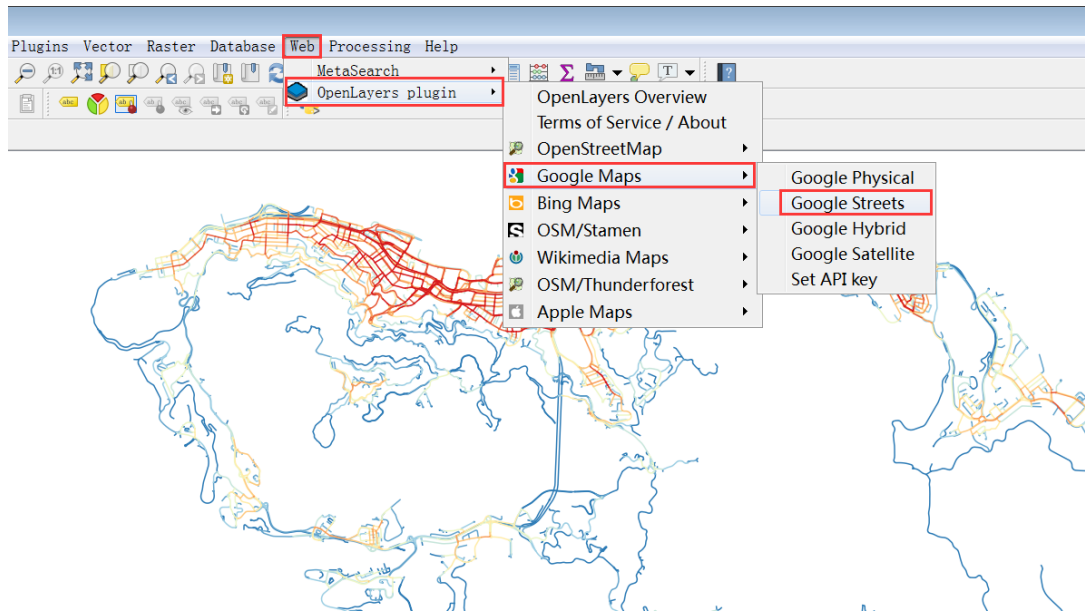 Plugins Vector Raster Database Web Processing Help
MetaSearch
OpenLayers plugin
OpenLayers Overview
Terms of Service / About
OpenStreetMap
Google Maps
Bing Maps
OSM/Stamen
Wikimedia Maps
OSM/Thunderforest
Apple Maps
Google Physical
Google Streets
Google Hybrid
Google Satellite
Set API key